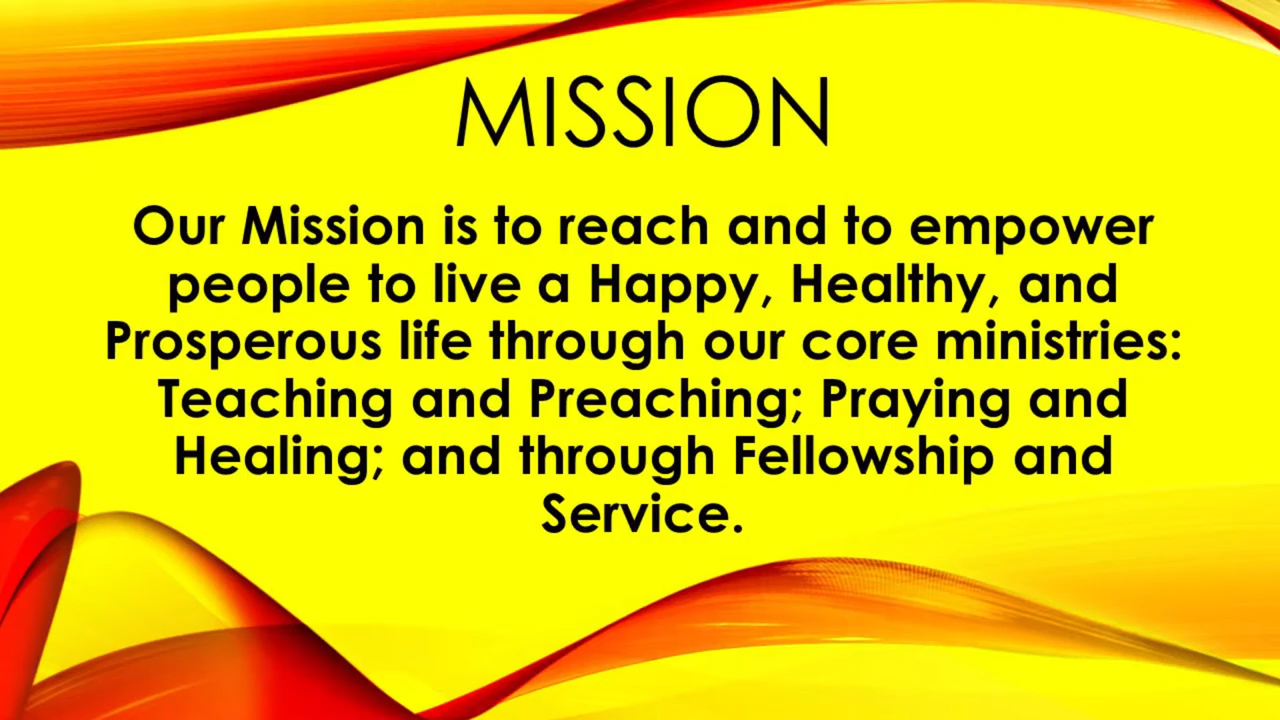 MISSION
Our Mission is to reach and to empower
people to live a Happy, Healthy, and
Prosperous life through our core ministries:
Teaching and Preaching; Praying and
Healing; and through Fellowship and
Service.